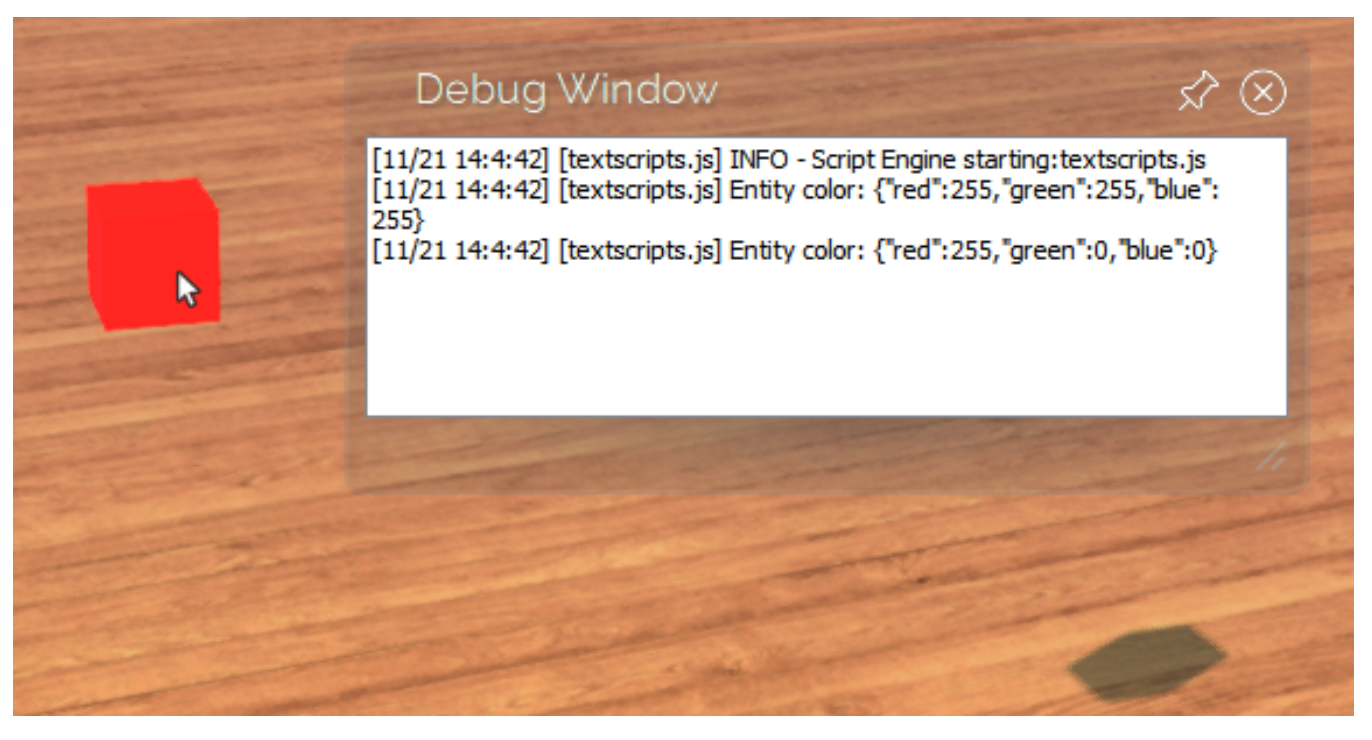 Debug Window
[11/21 14:4:42] [textscripts.js] INFO - Script Engine starting:textscripts.js
[11/21 14:4:42] [textscripts.js] Entity color: {"red":255,"green":255,"blue":
255}
[11/21 14:4:42] [textscripts.js] Entity color: {"red":255,"green":0,"blue":0}